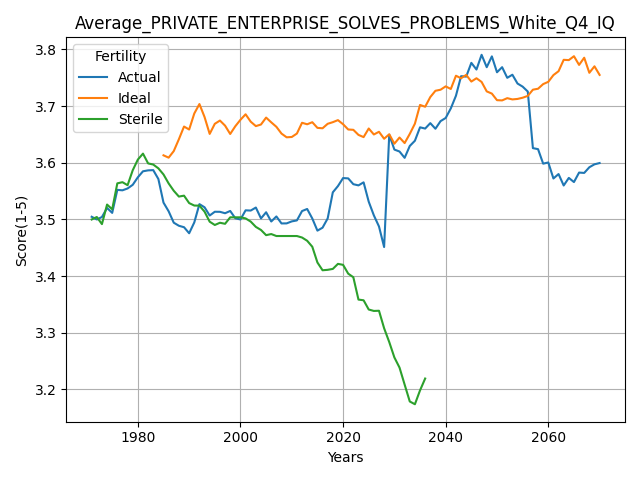 Average_PRIVATE_ENTERPRISE_SOLVES_PROBLEMS_White_Q4_IQ
Fertility
Actual
Ideal
Sterile
3.8
3.7
3.6
3.5
3.4
3.3
3.2
Score(1-5)
1980
2000
2020
2040
2060
Years